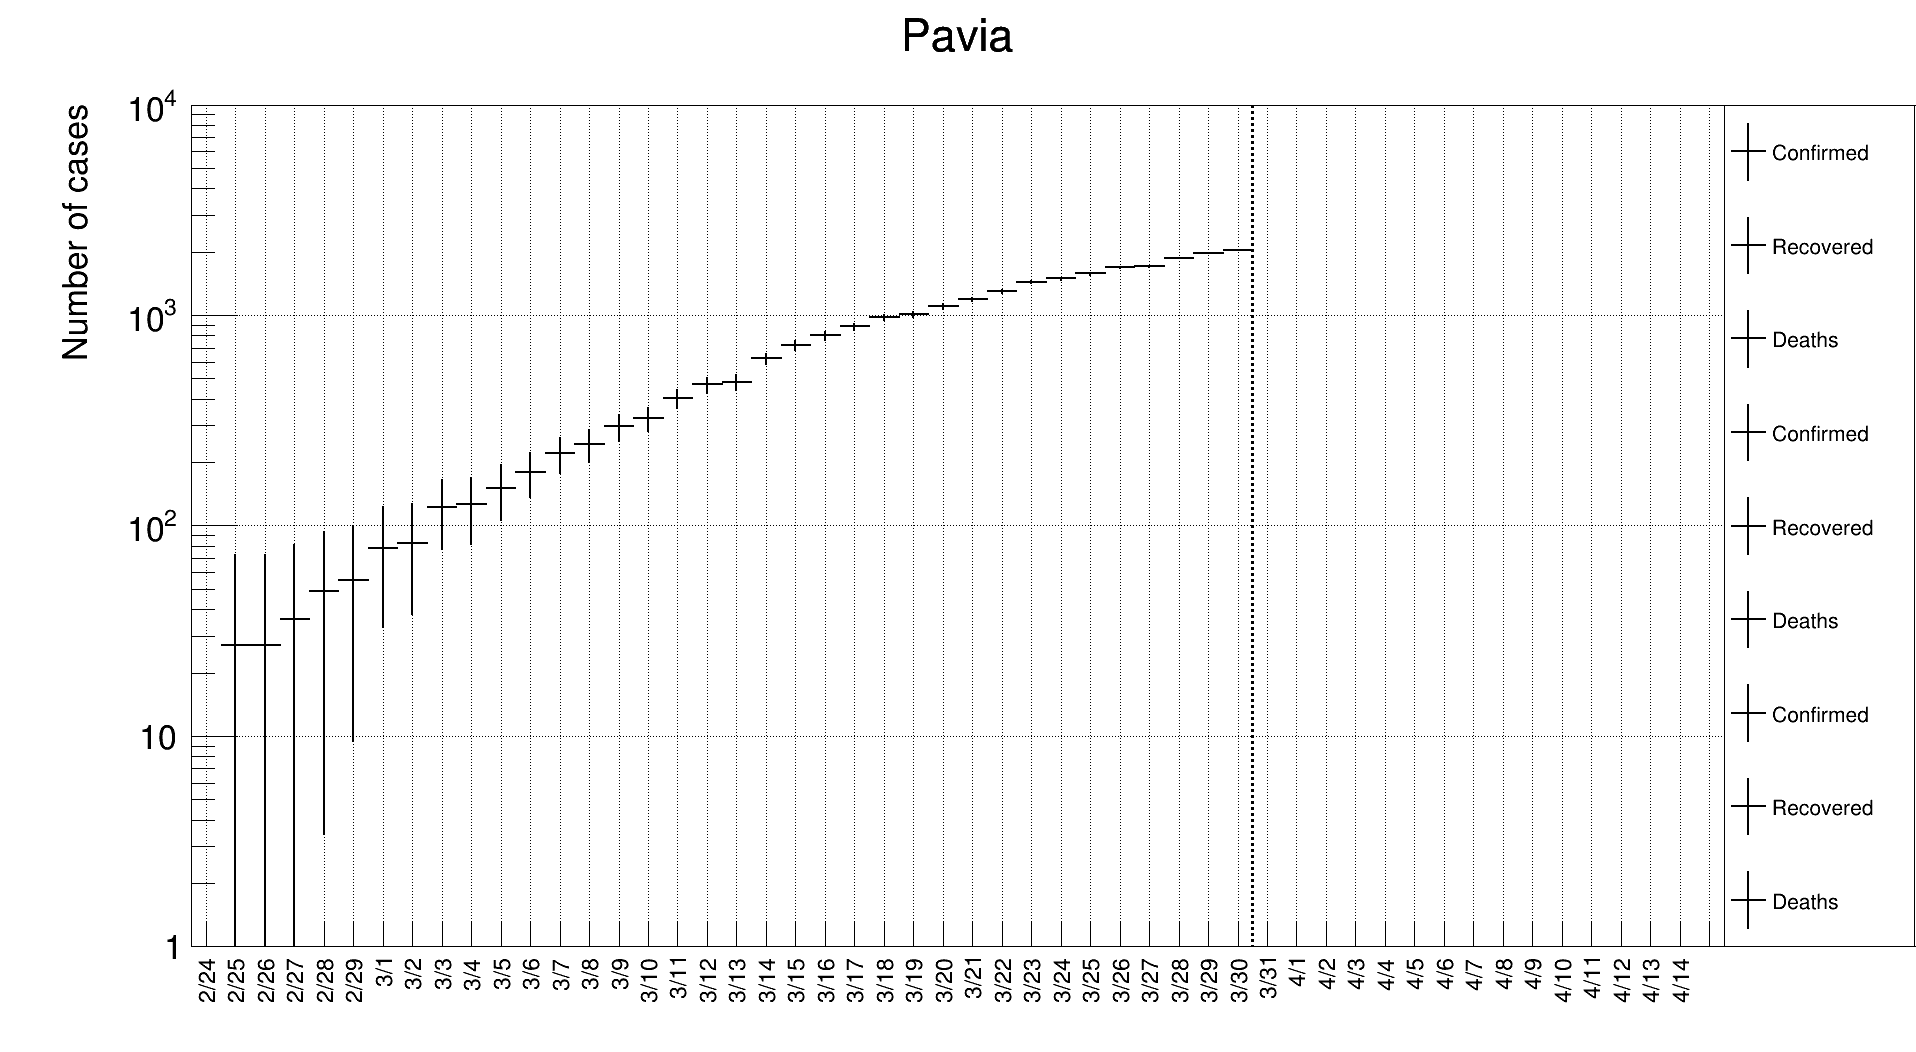 Pavia
Number of cases
10^4
10^3
10^2
10
1
2/24 2/25 2/26 2/27 2/28 2/29 3/1 3/2 3/3 3/4 3/5 3/6 3/7 3/8 3/9 3/10 3/11 3/12 3/13 3/14 3/15 3/16 3/17 3/18 3/19 3/20 3/21 3/22 3/23 3/24 3/25 3/26 3/27 3/28 3/29 3/30 3/31 4/1 4/2 4/3 4/4 4/5 4/6 4/7 4/8 4/9 4/10 4/11 4/12 4/13 4/14
Confirmed
Recovered
Deaths
Confirmed
Recovered
Deaths
Confirmed
Recovered
Deaths